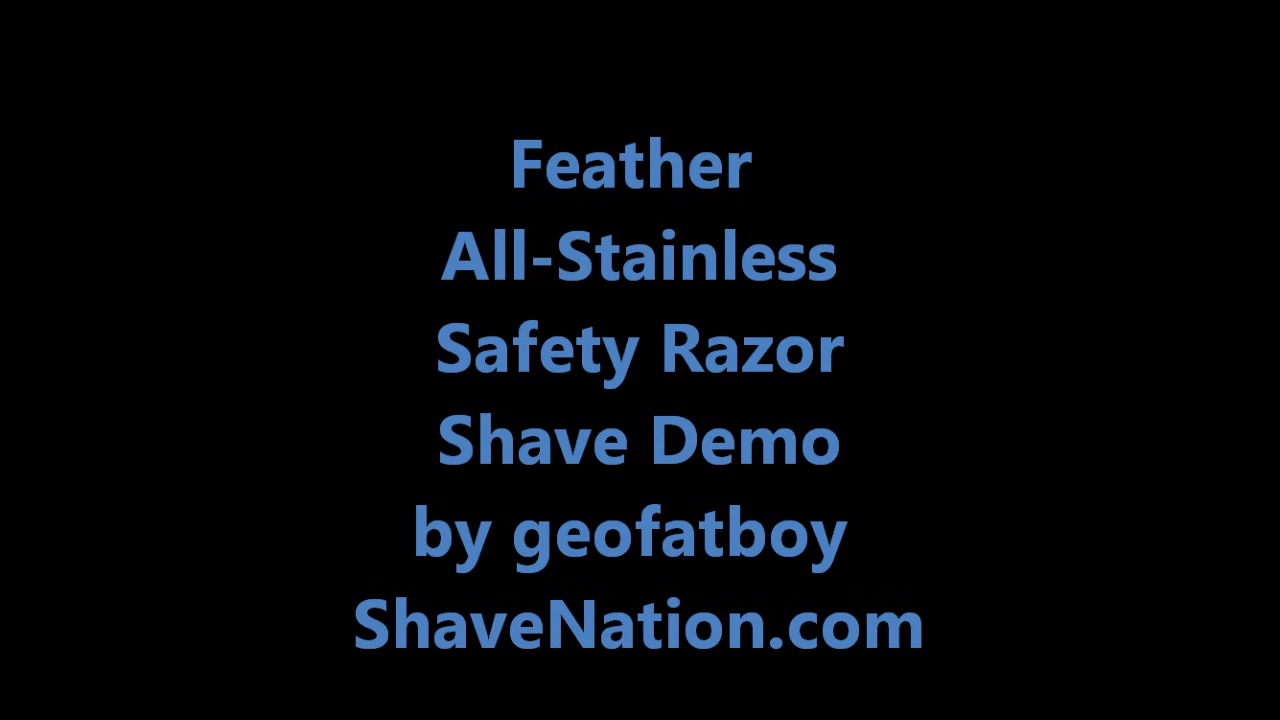 Feather
All-Stainless
Safety Razor
Shave Demo
by geofatboy
ShaveNation.com